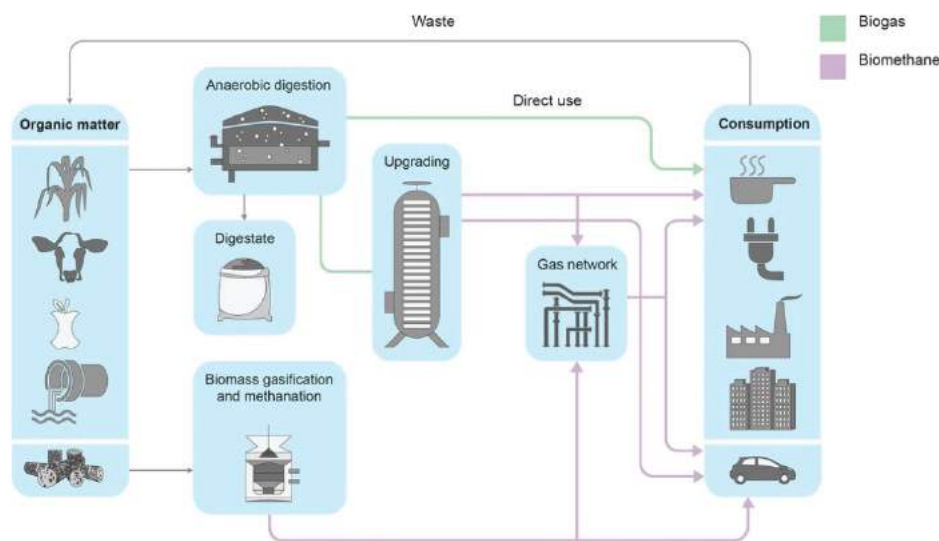 Waste
Biogas
Biomethane
Anaerobic digestion
Direct use
Organic matter
Consumption
Upgrading
Digestate
Gas network
Biomass gasification
and methanation